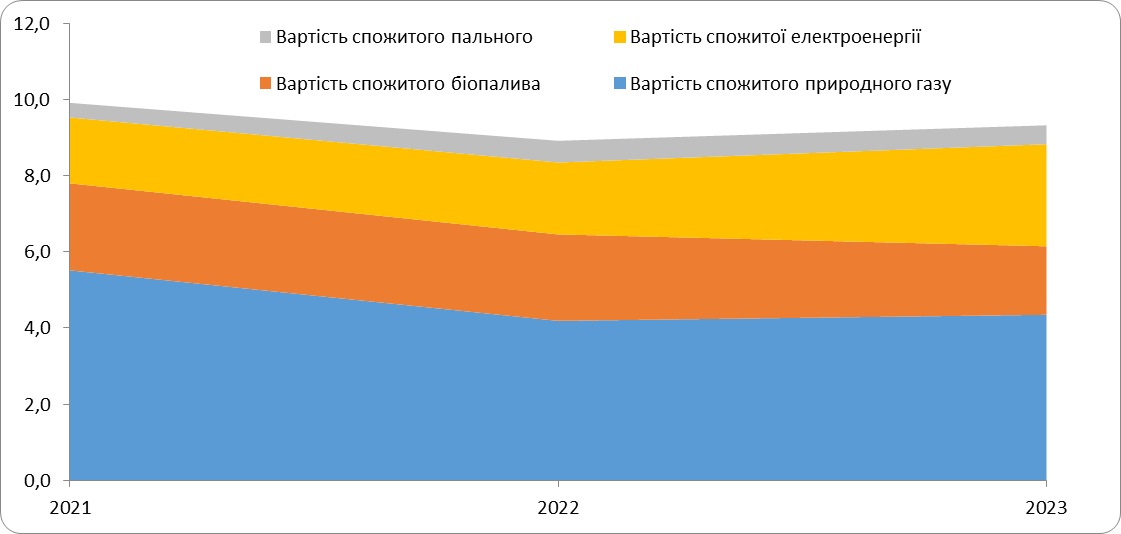 12,0
Вартість спожитого пального
Вартість спожитої електроенергії
Вартість спожитого біопалива
Вартість спожитого природного газу
10,0
8,0
6,0
4,0
2,0
0,0
2021
2022
2023